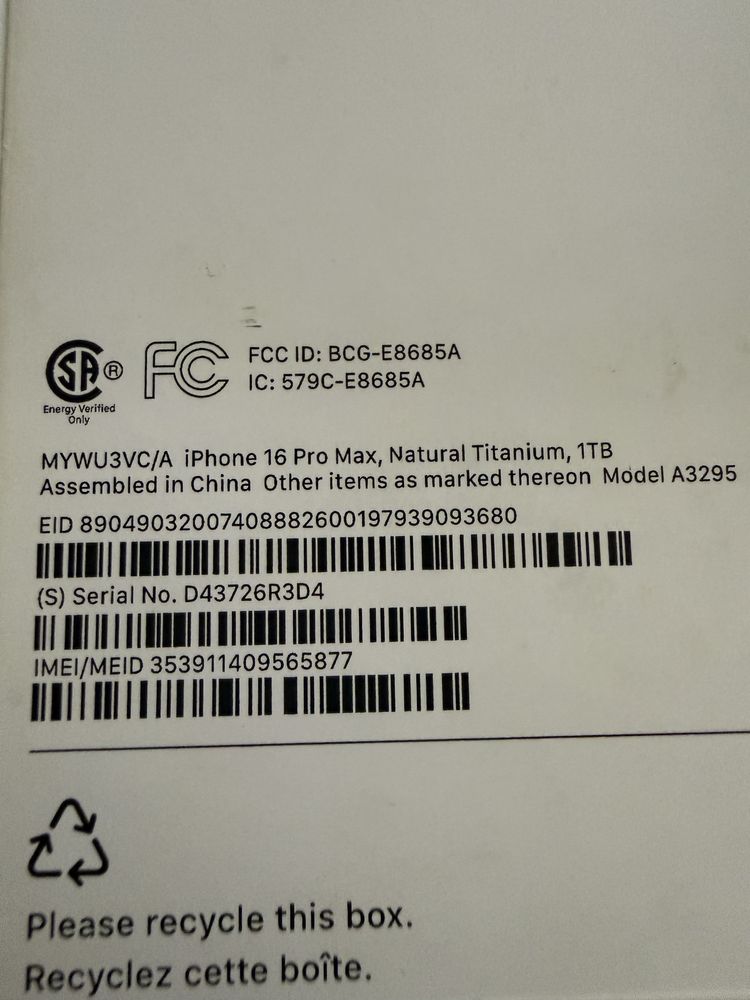 SA ®
Energy Verified
Only
FC
FCC ID: BCG-E8685A
IC: 579C-E8685A
MYWU3VC/A iPhone 16 Pro Max, Natural Titanium, 1TB
Assembled in China Other items as marked thereon Model A3295
EID 89049032007408882600197939093680
(S) Serial No. D43726R3D4
IMEI/MEID 353911409565877
Please recycle this box.
Recyclez cette boîte.